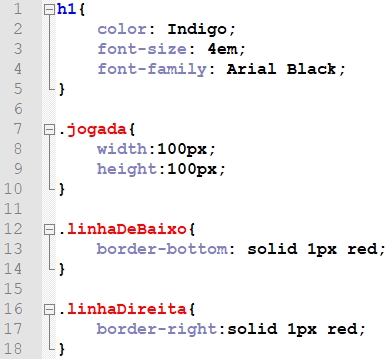 1 h1{
2 color: Indigo;
3 font-size: 4em;
4 font-family: Arial Black;
5 }
6
7 .jogada{
8 width:100px;
9 height:100px;
10 }
11
12 .linhaDeBaixo{
13 border-bottom: solid 1px red;
14 }
15
16 .linhaDireita{
17 border-right:solid 1px red;
18 }